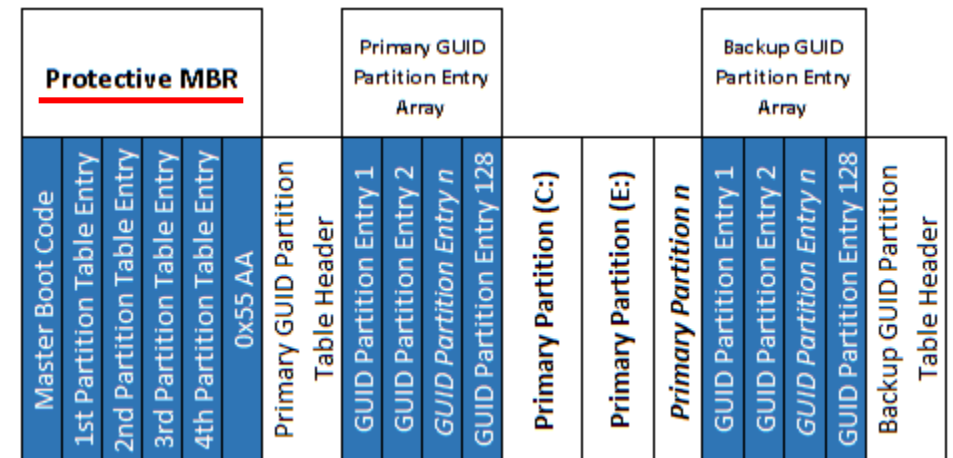 Protective MBR
Primary GUID
Partition Entry
Array
Backup GUID
Partition Entry
Array
Master Boot Code
1st Partition Table Entry
2nd Partition Table Entry
3rd Partition Table Entry
4th Partition Table Entry
0x55 AA
Primary GUID Partition
Table Header
GUID Partition Entry 1
GUID Partition Entry 2
GUID Partition Entry n
GUID Partition Entry 128
Primary Partition (C:)
Primary Partition (E:)
Primary Partition n
GUID Partition Entry 1
GUID Partition Entry 2
GUID Partition Entry n
GUID Partition Entry 128
Backup GUID Partition
Table Header